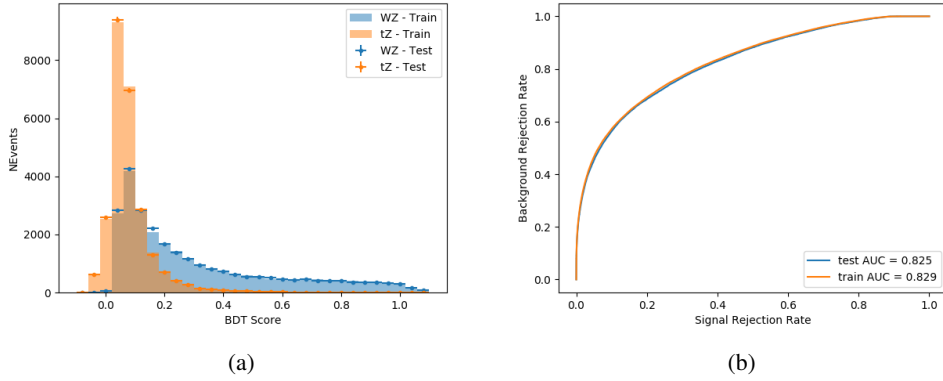 WZ - Train
tZ - Train
WZ - Test
tZ - Test
NEvents
8000
6000
4000
2000
0
0.0 0.2 0.4 0.6 0.8 1.0
BDT Score
(a)
Background Rejection Rate
1.0
0.8
0.6
0.4
0.2
0.0
test AUC = 0.825
train AUC = 0.829
0.0 0.2 0.4 0.6 0.8 1.0
Signal Rejection Rate
(b)